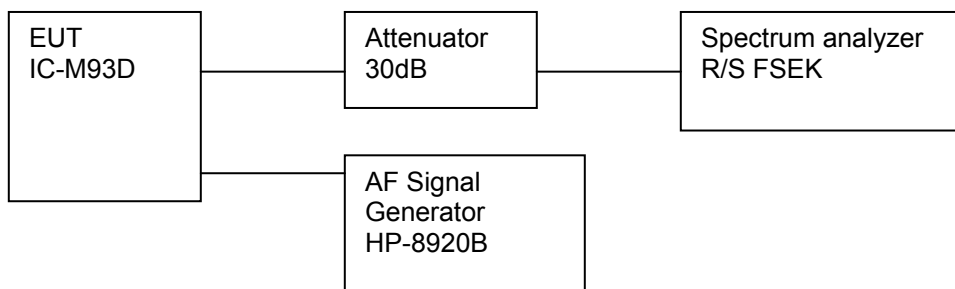 EUT
IC-M93D
Attenuator
30dB
Spectrum analyzer
R/S FSEK
AF Signal
Generator
HP-8920B